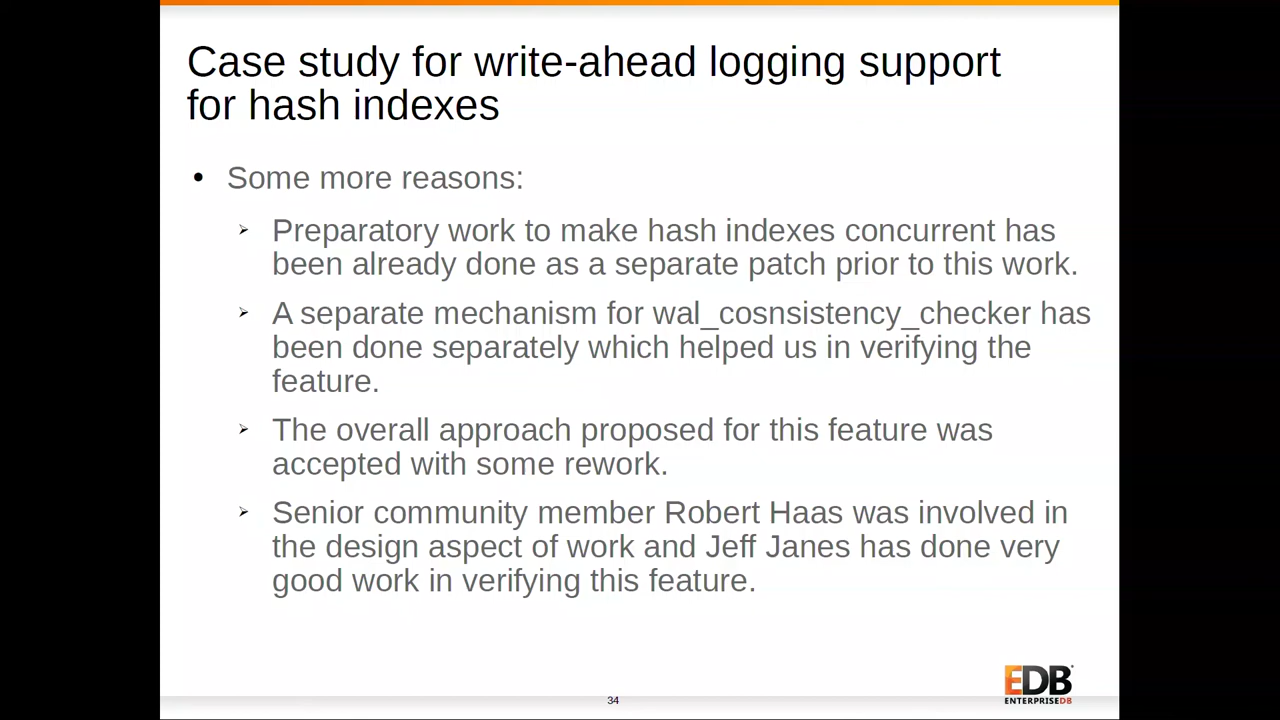 Case study for write-ahead logging support
for hash indexes
• Some more reasons:
➢ Preparatory work to make hash indexes concurrent has
been already done as a separate patch prior to this work.
➢ A separate mechanism for wal_cosnsistency_checker has
been done separately which helped us in verifying the
feature.
➢ The overall approach proposed for this feature was
accepted with some rework.
➢ Senior community member Robert Haas was involved in
the design aspect of work and Jeff Janes has done very
good work in verifying this feature.
EDB
ENTERPRISEDB
34